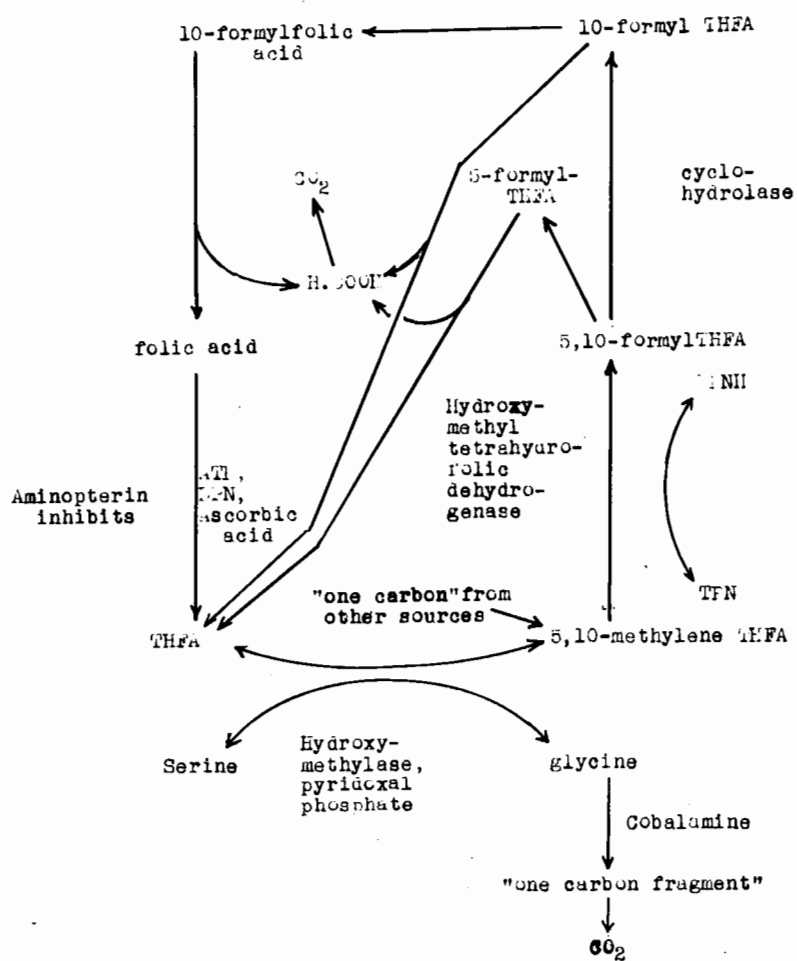 10-formylfolic
acid
10-formyl THFA
CO2
5-formyl-
THFA
cyclo-
hydrolase
H.COOH
folic acid
5,10-formylTHFA
Hydroxy-
methyl
tetrahydro-
folic
dehydro-
genase
Aminopterin
inhibits
ascorbic
acid
"one carbon" from
other sources
TPN
THFA
5,10-methylene THFA
Serine
Hydroxy-
methylase,
pyridoxal
phosphate
glycine
Cobalamine
"one carbon fragment"
CO2